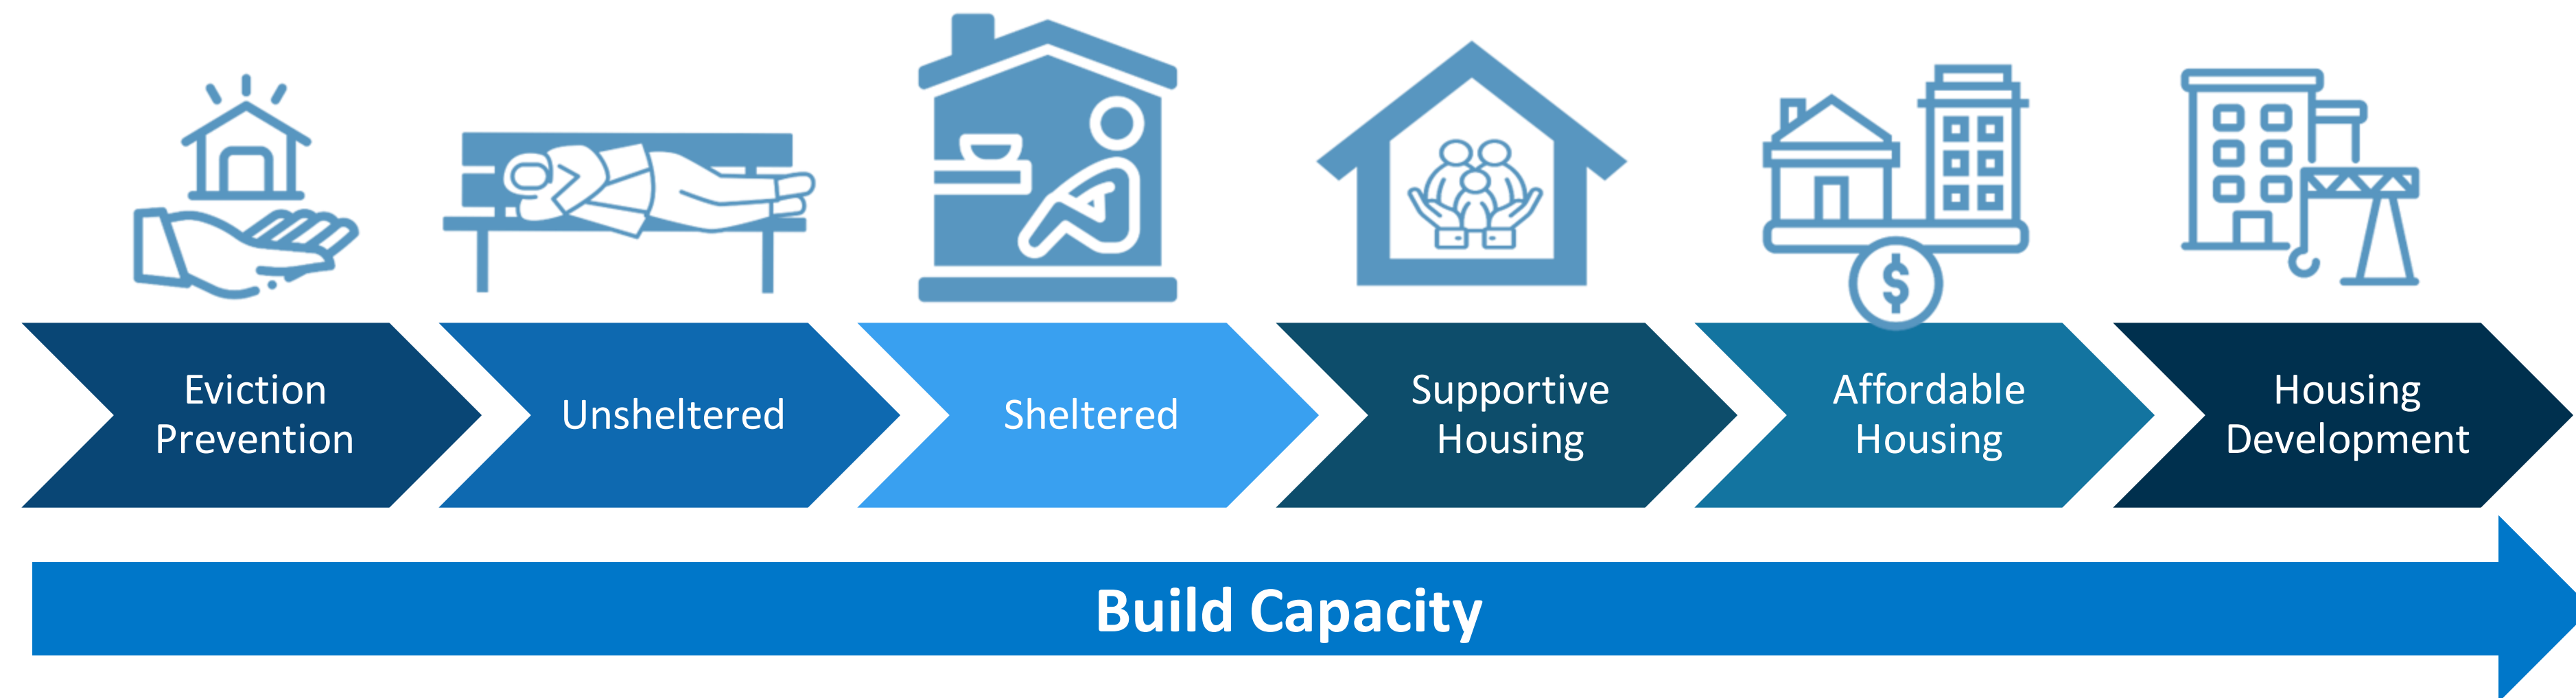 $
Eviction
Prevention
Unsheltered
Sheltered
Supportive
Housing
Affordable
Housing
Housing
Development
Build Capacity